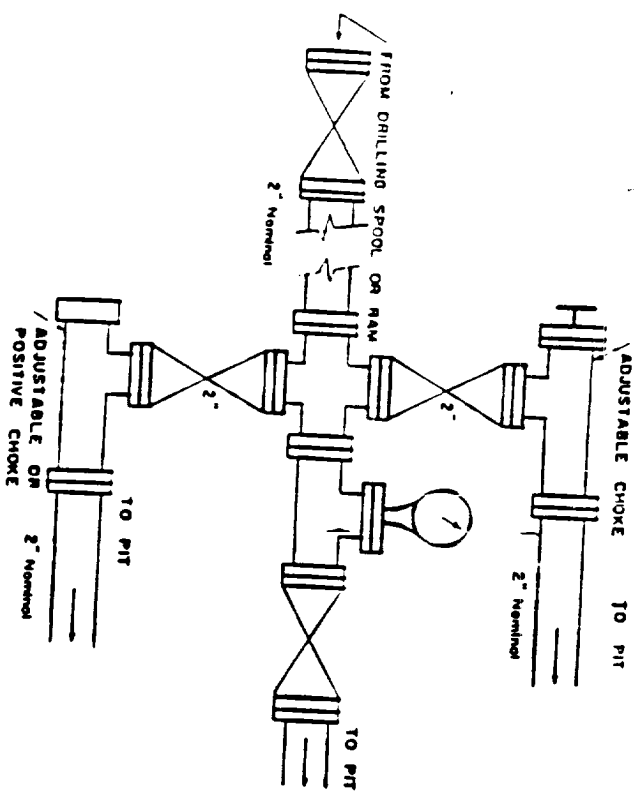 FROM DRILLING SPOOL OR RAM
2" Nominal
ADJUSTABLE CHOKE
TO PIT
2" Nominal
2"
2"
ADJUSTABLE OR
POSITIVE CHOKE
TO PIT
2" Nominal
TO PIT